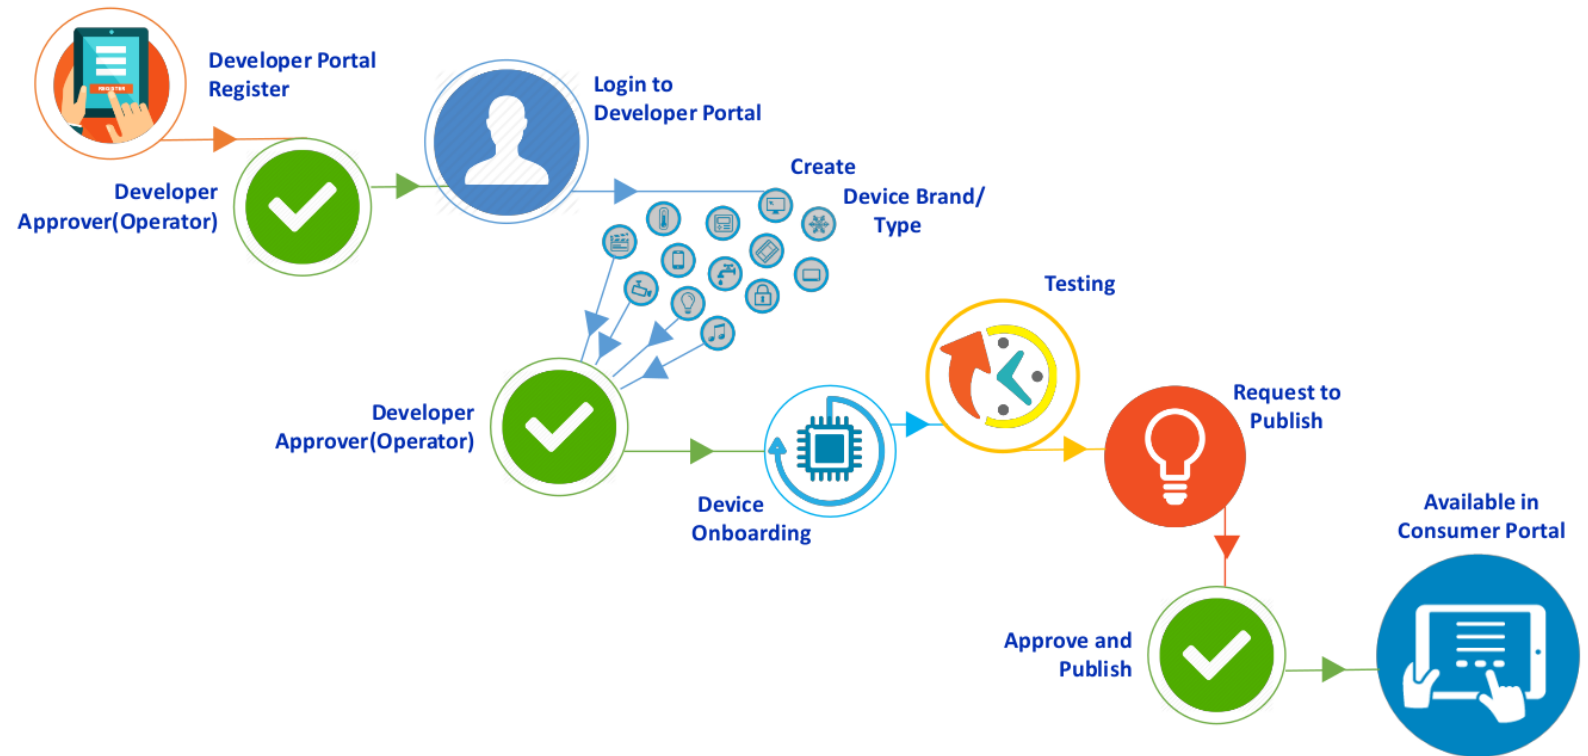 Developer Portal
Register
REGISTER
Login to
Developer Portal
Developer
Approver(Operator)
Create
Device Brand/
Type
Testing
Developer
Approver(Operator)
Request to
Publish
Device
Onboarding
Available in
Consumer Portal
Approve and
Publish